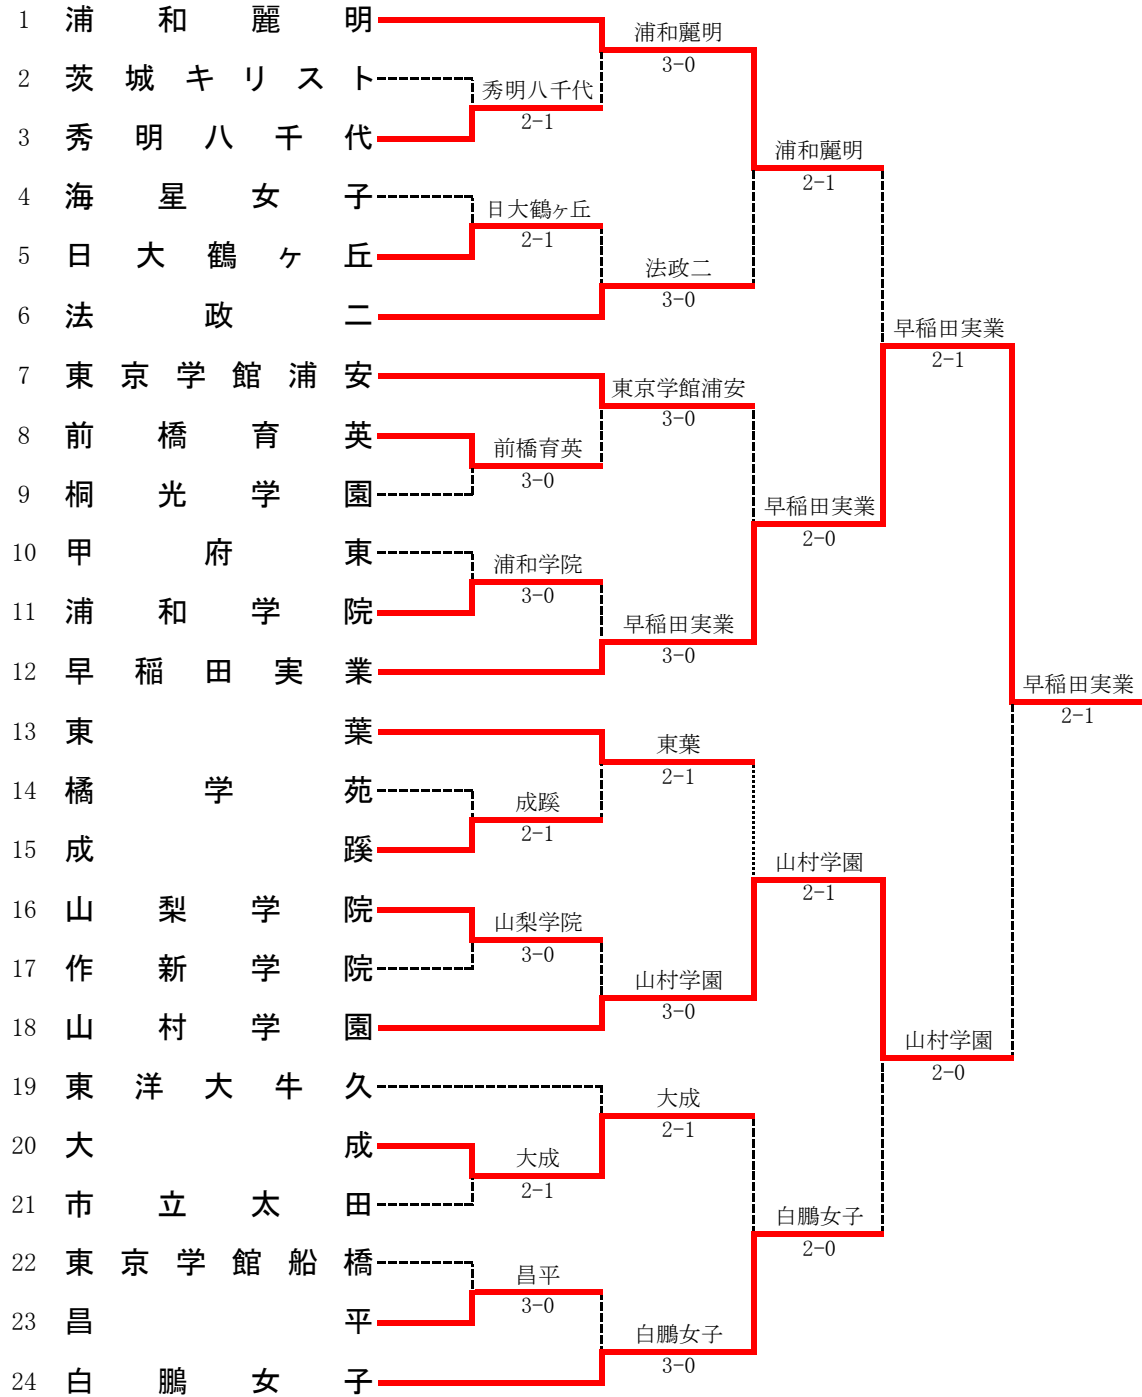 1 浦和麗明
2 茨城キリスト
3 秀明八千代
4 海星女子
5 日大鶴ヶ丘
6 法政二
7 東京学館浦安
8 前橋育英
9 桐光学園
10 甲府東
11 浦和学院
12 早稲田実業
13 東葉
14 橘学苑
15 成蹊
16 山梨学院
17 作新学院
18 山村学園
19 東洋大牛久
20 大成
21 市立太田
22 東京学館船橋
23 昌平
24 白鵬女子
秀明八千代
2-1
日大鶴ヶ丘
2-1
前橋育英
3-0
浦和学院
3-0
成蹊
2-1
山梨学院
3-0
大成
2-1
昌平
3-0
浦和麗明
3-0
法政二
3-0
東京学館浦安
3-0
早稲田実業
3-0
東葉
2-1
山村学園
3-0
大成
2-1
白鵬女子
3-0
浦和麗明
2-1
早稲田実業
2-0
山村学園
2-1
白鵬女子
2-0
早稲田実業
2-1
山村学園
2-0
早稲田実業
2-1